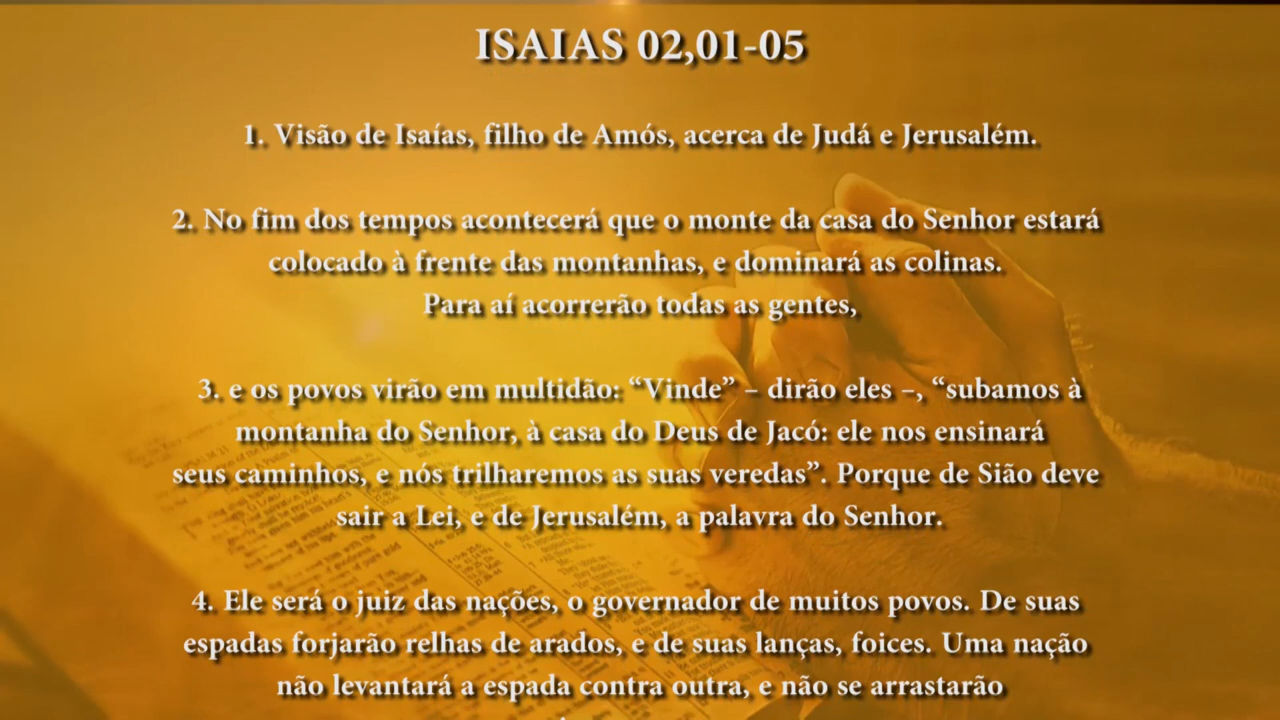 ISAIAS 02,01-05
1. Visão de Isaías, filho de Amós, acerca de Judá e Jerusalém.
2. No fim dos tempos acontecerá que o monte da casa do Senhor estará
colocado à frente das montanhas, e dominará as colinas.
Para aí acorrerão todas as gentes,
3. e os povos virão em multidão: “Vinde” – dirão eles –, “subamos à
montanha do Senhor, à casa do Deus de Jacó: ele nos ensinará
seus caminhos, e nós trilharemos as suas veredas”. Porque de Sião deve
sair a Lei, e de Jerusalém, a palavra do Senhor.
4. Ele será o juiz das nações, o governador de muitos povos. De suas
espadas forjarão relhas de arados, e de suas lanças, foices. Uma nação
não levantará a espada contra outra, e não se arrastarão